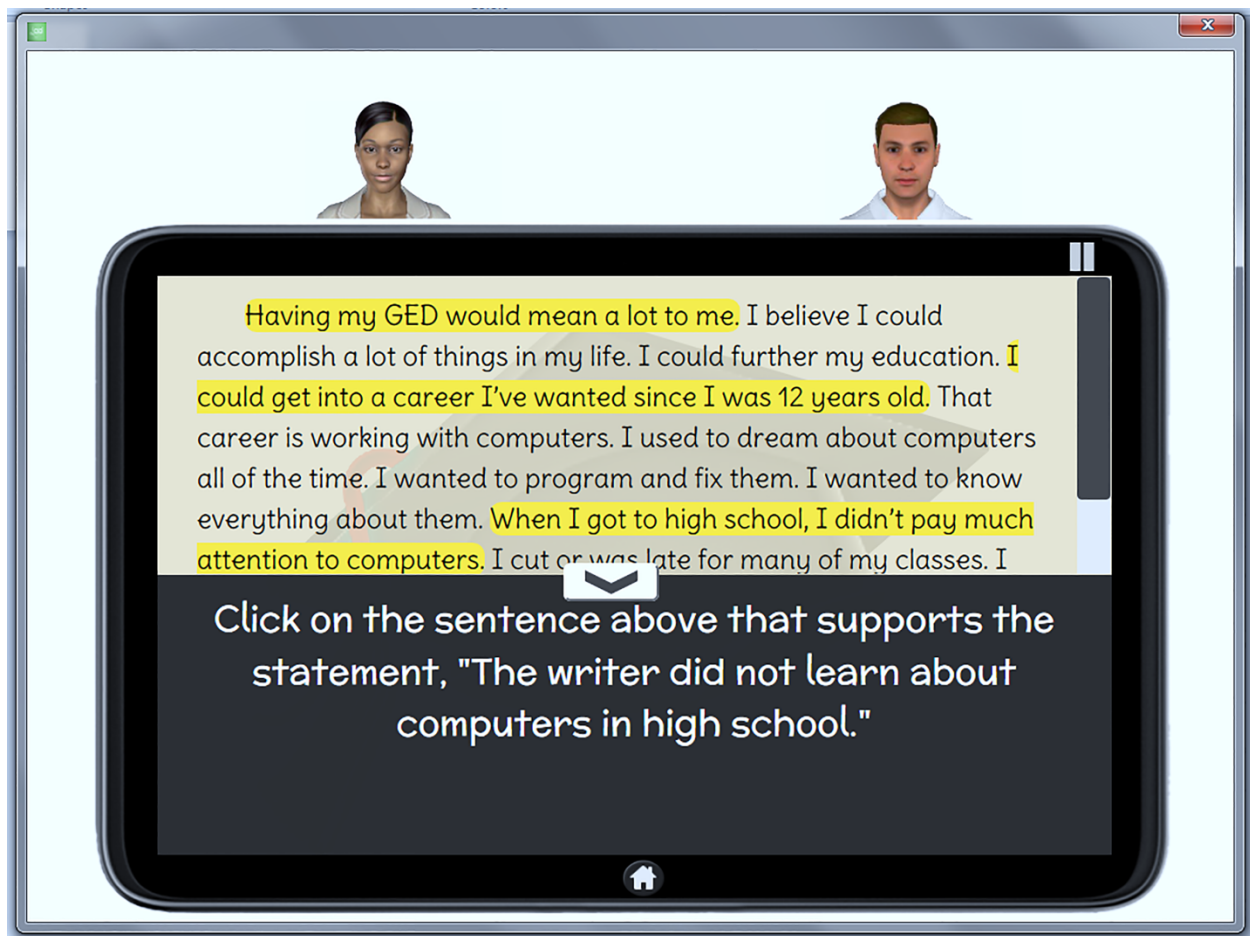 Having my GED would mean a lot to me. I believe I could
accomplish a lot of things in my life. I could further my education. I
could get into a career I’ve wanted since I was 12 years old. That
career is working with computers. I used to dream about computers
all of the time. I wanted to program and fix them. I wanted to know
everything about them. When I got to high school, I didn’t pay much
attention to computers. I cut or was late for many of my classes. I
Click on the sentence above that supports the
statement, "The writer did not learn about
computers in high school."